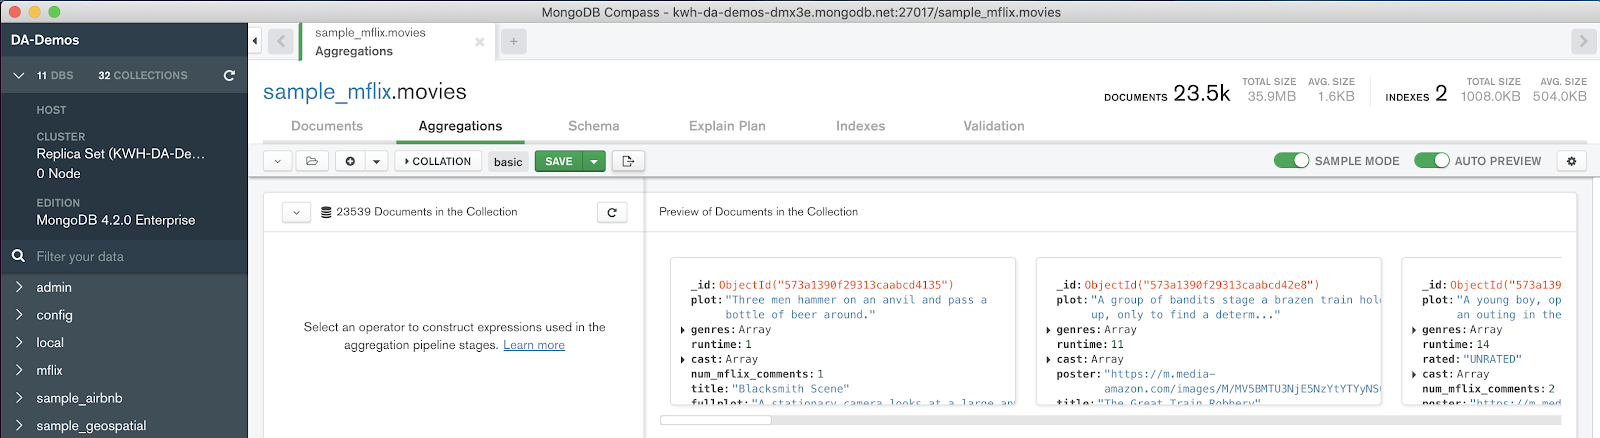 MongoDB Compass - kwh-da-demos-dmx3e.mongodb.net:27017/sample_mflix.movies
DA-Demos
11 DBS 32 COLLECTIONS
HOST
CLUSTER
Replica Set (KWH-DA-De...
0 Node
EDITION
MongoDB 4.2.0 Enterprise
Filter your data
admin
config
local
mflix
sample_airbnb
sample_geospatial
sample_mflix.movies
Aggregations
sample_mflix.movies
DOCUMENTS 23.5k TOTAL SIZE 35.9MB AVG. SIZE 1.6KB
INDEXES 2 TOTAL SIZE 1008.0KB AVG. SIZE 504.0KB
Documents Aggregations Schema Explain Plan Indexes Validation
COLLATION basic SAVE SAMPLE MODE AUTO PREVIEW
23539 Documents in the Collection
Select an operator to construct expressions used in the
aggregation pipeline stages. Learn more
Preview of Documents in the Collection
_id: ObjectId("573a1390f29313caabcd4135")
plot: "Three men hammer on an anvil and pass a
bottle of beer around."
genres: Array
runtime: 1
cast: Array
num_mflix_comments: 1
title: "Blacksmith Scene"
fullplot: "A stationary camera looks at a large an
_id: ObjectId("573a1390f29313caabcd42e8")
plot: "A group of bandits stage a brazen train hol
up, only to find a determ..."
genres: Array
runtime: 11
cast: Array
poster: "https://m.media-
amazon.com/images/M/MV5BMTU3NjE5NzYtYTYyNS
title: "The Great Train Robbery"
_id: ObjectId("573a139
plot: "A young boy, op
an outing in the
genres: Array
runtime: 14
rated: "UNRATED"
cast: Array
num_mflix_comments: 2
poster: "https://m.med